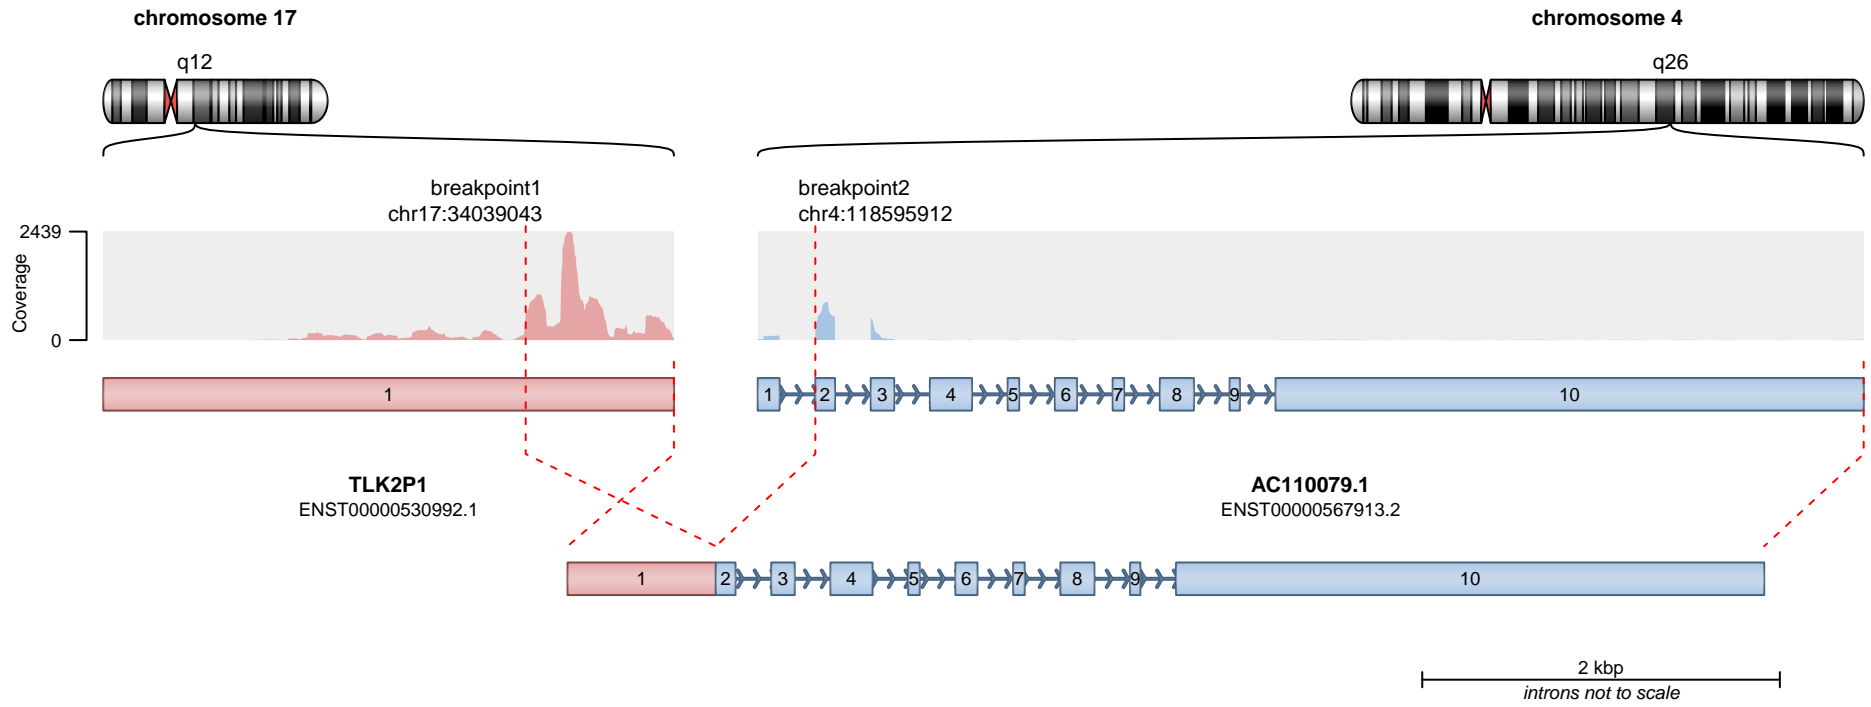 chromosome 17
chromosome 4
q12
q26
breakpoint1
chr17:34039043
breakpoint2
chr4:118595912
2439
Coverage
0
1
1 2 3 4 5 6 7 8 9 10
TLK2P1
ENST00000530992.1
AC110079.1
ENST00000567913.2
1 2 3 4 5 6 7 8 9 10
2 kbp
introns not to scale